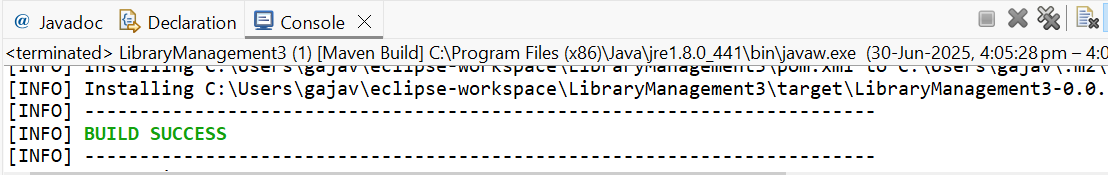 @ Javadoc Declaration Console
<terminated> LibraryManagement3 (1) [Maven Build] C:\Program Files (x86)\Java\jre1.8.0_441\bin\javaw.exe (30-Jun-2025, 4:05:28 pm – 4:0
[INFO] Installing C:\Users\gajav\eclipse-workspace\LibraryManagement3\pom.xml to C:\Users\gajav\.m2\
[INFO] Installing C:\Users\gajav\eclipse-workspace\LibraryManagement3\target\LibraryManagement3-0.0.
[INFO] ------------------------------------------------------------------------
[INFO] BUILD SUCCESS
[INFO] ------------------------------------------------------------------------